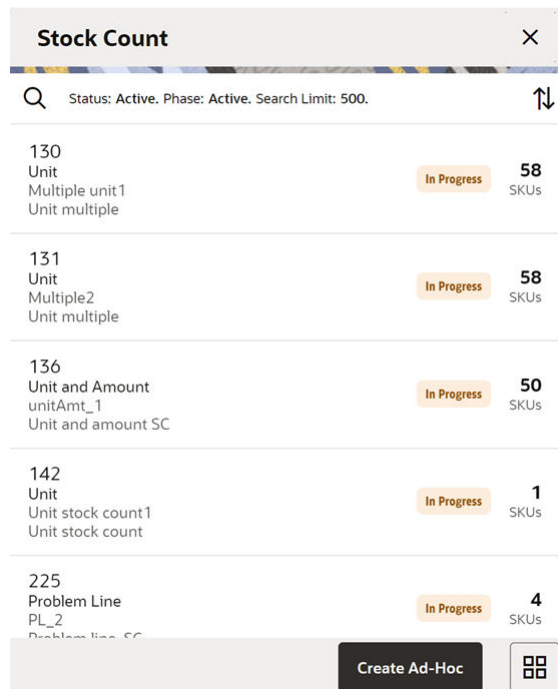 Stock Count
Status: Active. Phase: Active. Search Limit: 500.
130
Unit
Multiple unit1
Unit multiple
In Progress
58
SKUs
131
Unit
Multiple2
Unit multiple
In Progress
58
SKUs
136
Unit and Amount
unitAmt_1
Unit and amount SC
In Progress
50
SKUs
142
Unit
Unit stock count1
Unit stock count
In Progress
1
SKUs
225
Problem Line
PL_2
Problem line SC
In Progress
4
SKUs
Create Ad-Hoc